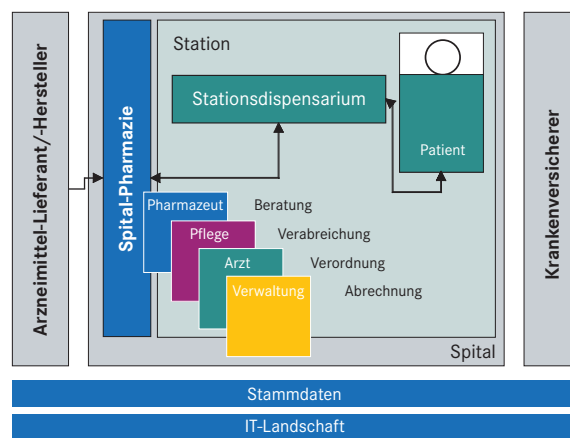 Arzneimittel-Lieferant/-Hersteller
Spital-Pharmazie
Station
Stationsdispensarium
Patient
Pharmazeut
Beratung
Pflege
Verabreichung
Arzt
Verordnung
Verwaltung
Abrechnung
Spital
Krankenversicherer
Stammdaten
IT-Landschaft